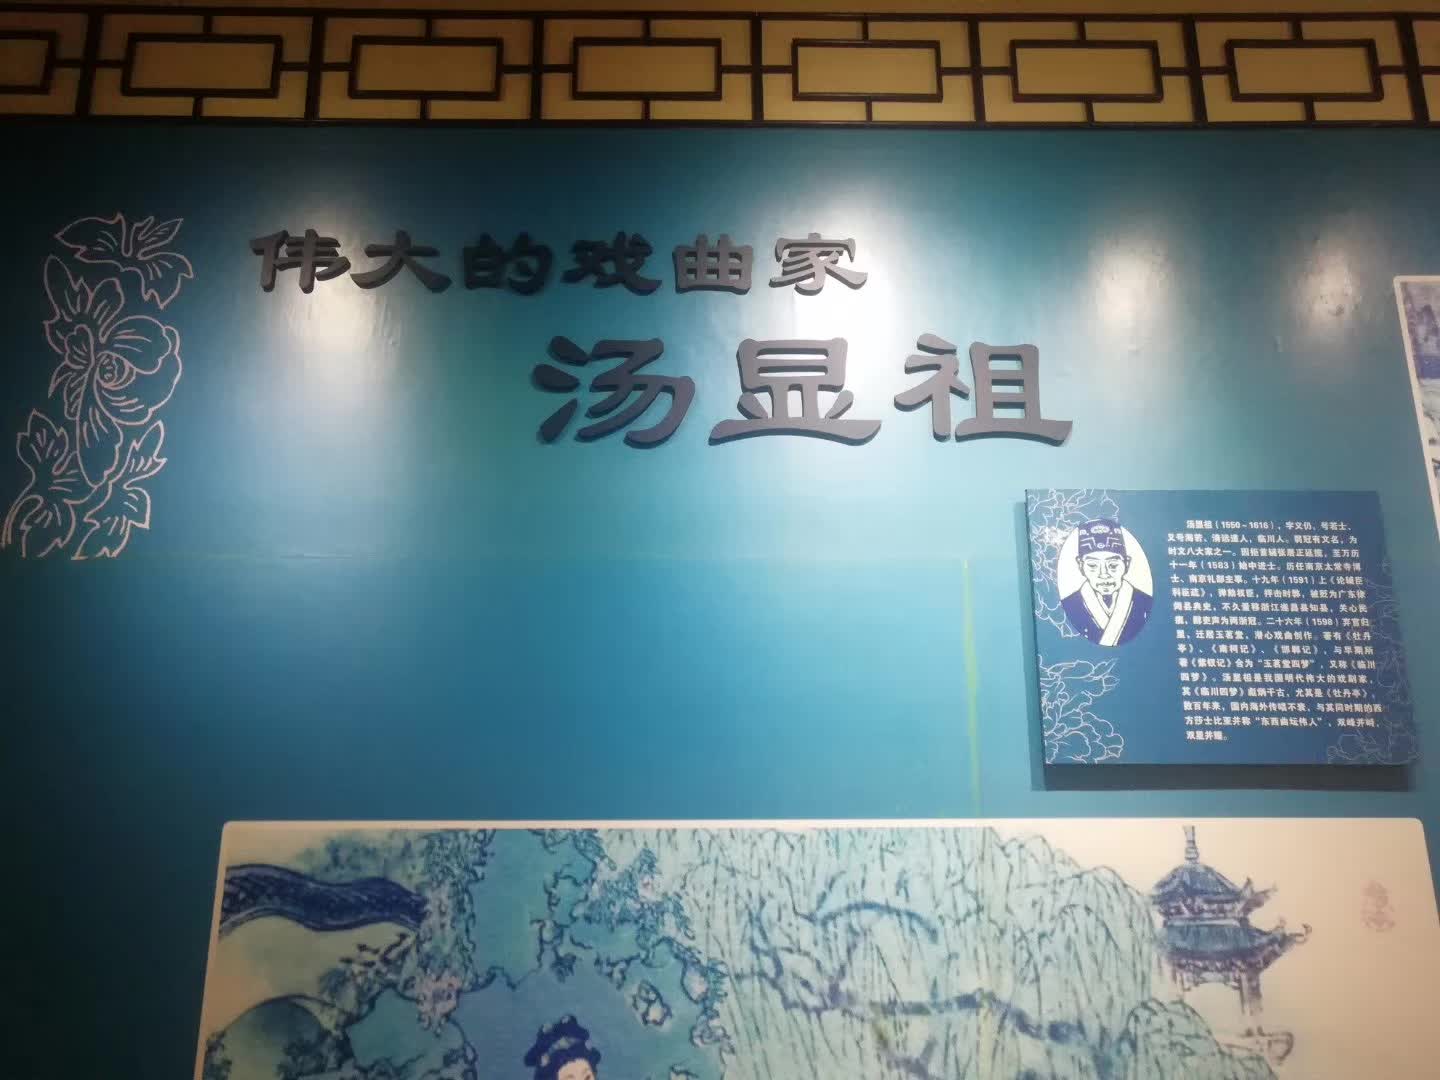 伟大的戏曲家
汤显祖
汤显祖（1550～1616），字义仍，号若士、
又号海若、清远道人，临川人。弱冠有文名，为
时文八大家之一。因俗首辅张居正延揽，至万历
十一年（1583）始中进士。历任南京太常寺博
士、南京礼部主事。十九年（1591）上《论辅臣
科臣疏》，弹劾权臣，抨击时弊，被贬为广东徐
闻县典史，不久量移浙江遂昌县知县，关心民
瘼，醇吏声为两浙冠。二十六年（1598）弃官归
里，迁居玉茗堂，潜心戏曲创作。著有《牡丹
亭》、《南柯记》、《邯郸记》，与早期所
著《紫钗记》合为“玉茗堂四梦”，又称《临川
四梦》。汤显祖是我国明代伟大的戏剧家，
其《临川四梦》彪炳千古，尤其是《牡丹亭》，
数百年来，国内海外传唱不衰，与其同时期的西
方莎士比亚并称“东西曲坛伟人”，双峰并峙，
双星并耀。